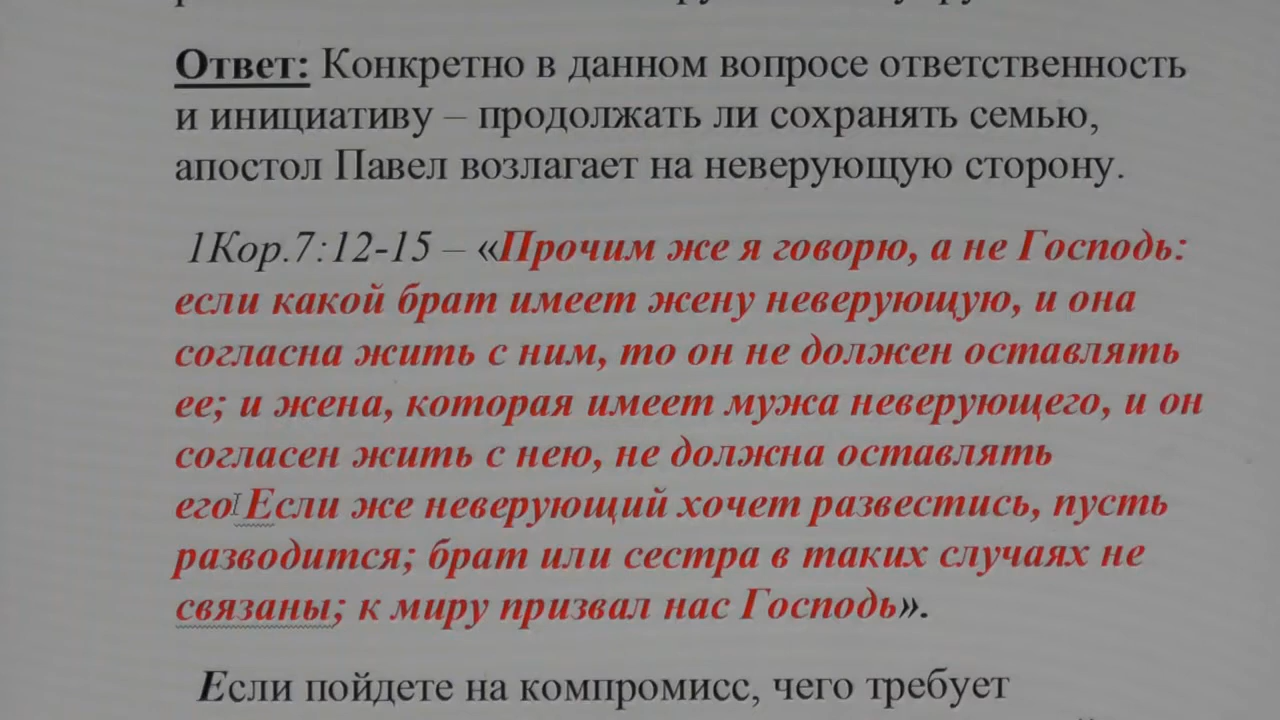 Ответ: Конкретно в данном вопросе ответственность
и инициативу – продолжать ли сохранять семью,
апостол Павел возлагает на неверующую сторону.
1Кор.7:12-15 – «Прочим же я говорю, а не Господь:
если какой брат имеет жену неверующую, и она
согласна жить с ним, то он не должен оставлять
ее; и жена, которая имеет мужа неверующего, и он
согласен жить с нею, не должна оставлять
его.Если же неверующий хочет развестись, пусть
разводится; брат или сестра в таких случаях не
связаны; к миру призвал нас Господь».
Если пойдете на компромисс, чего требует